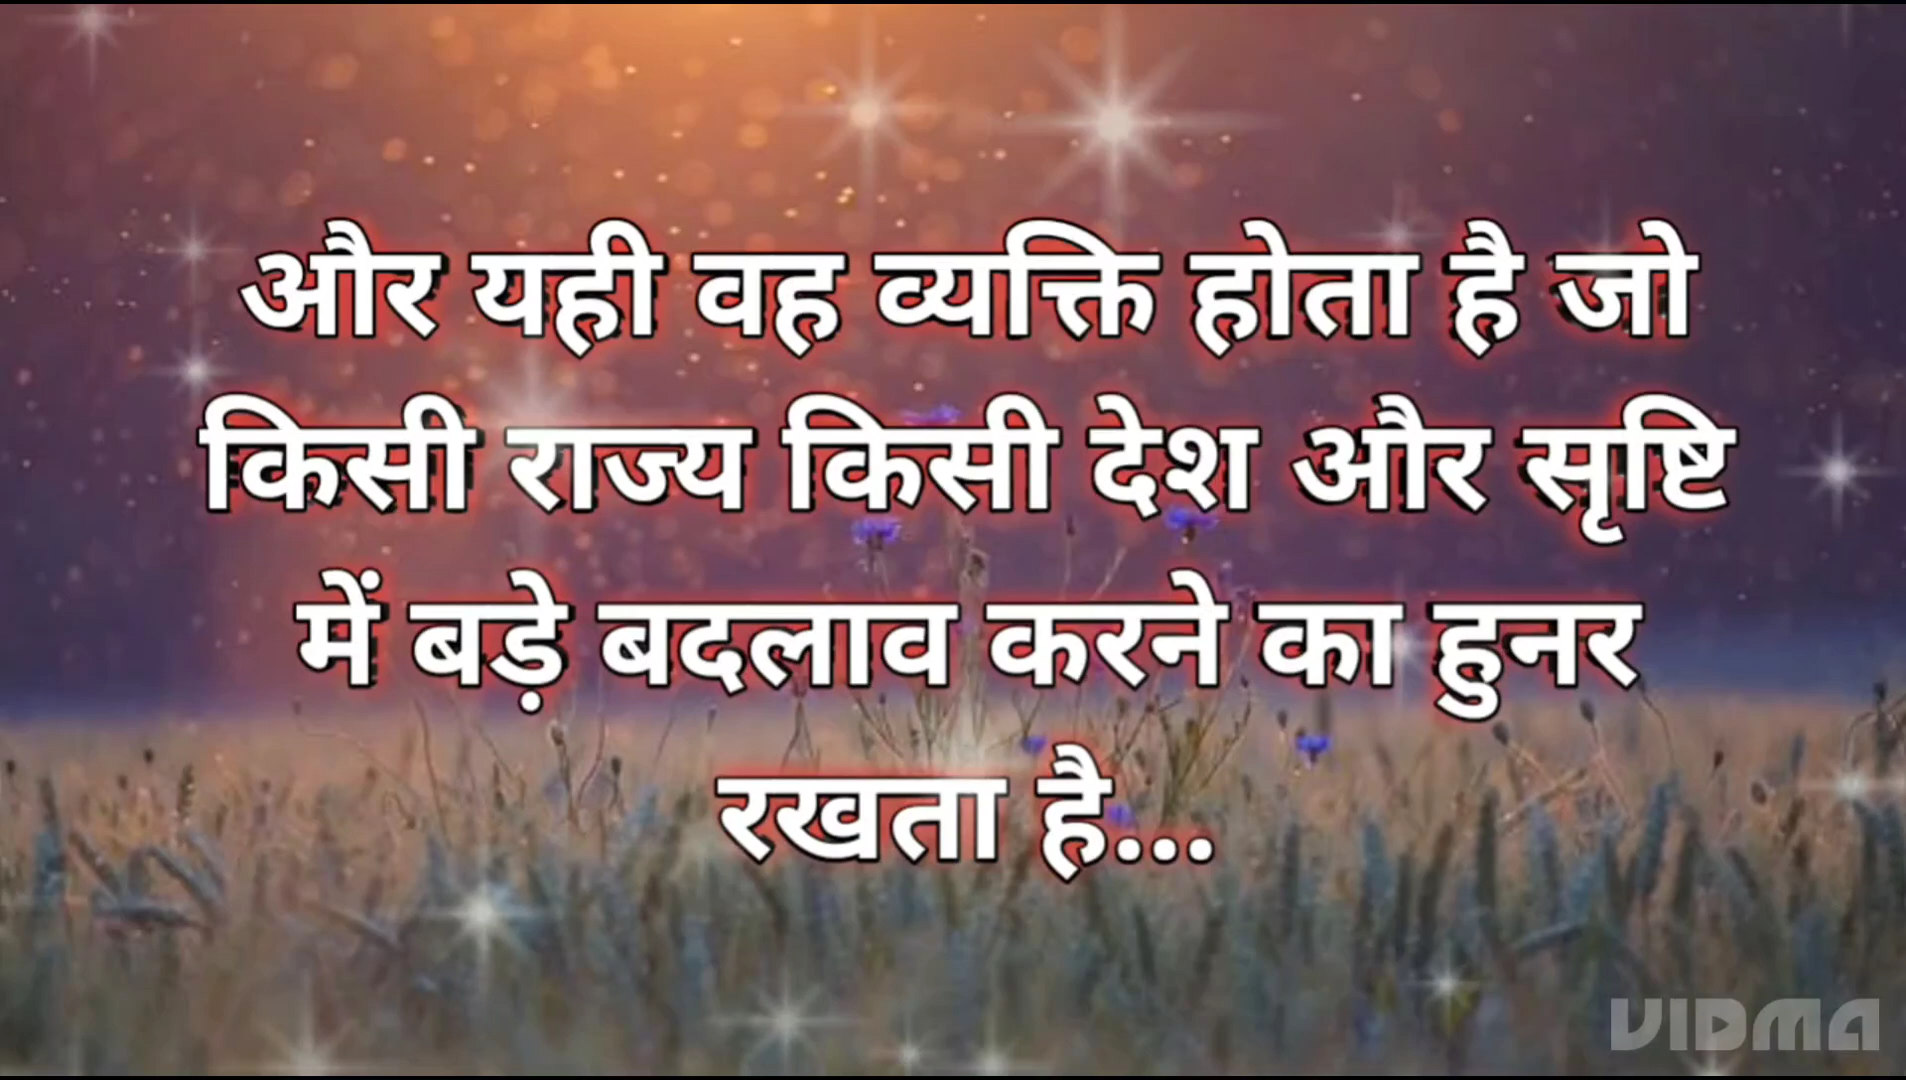 और यही वह व्यक्ति होता है जो
किसी राज्य किसी देश और सृष्टि
में बड़े बदलाव करने का हुनर
रखता है...
VIDMA